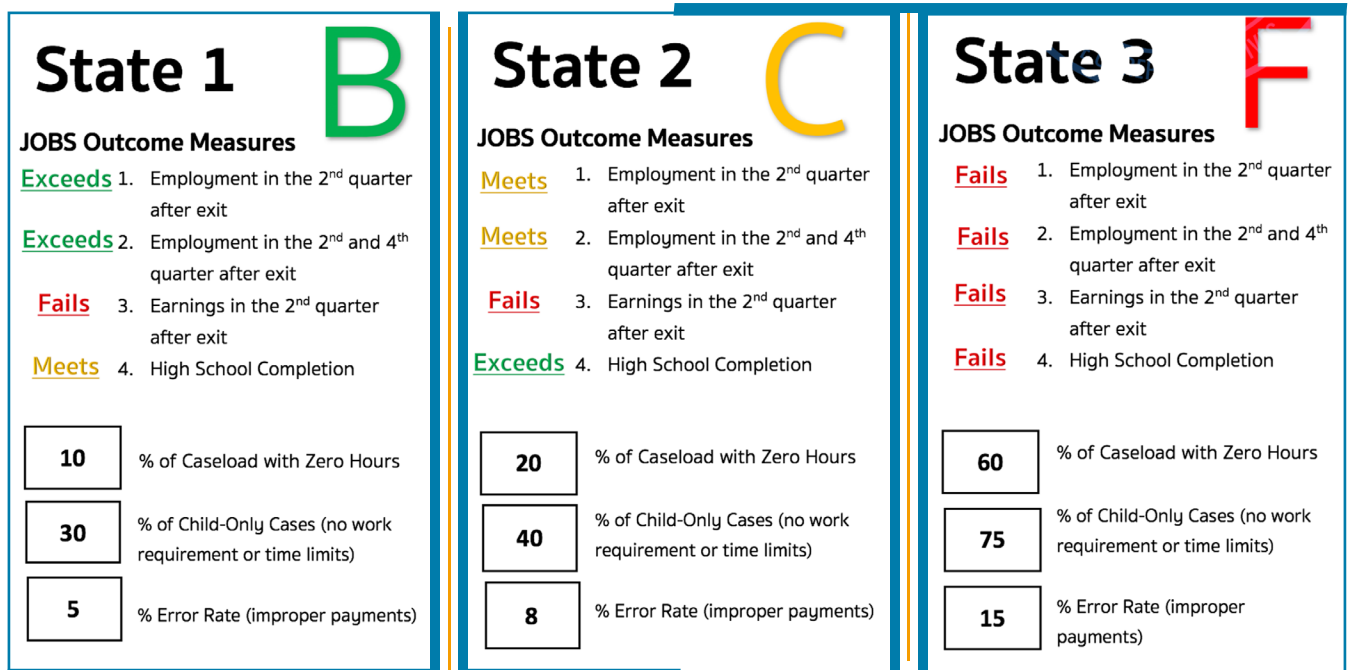 State 1
B
JOBS Outcome Measures
Exceeds 1. Employment in the 2nd quarter
after exit
Exceeds 2. Employment in the 2nd and 4th
quarter after exit
Fails 3. Earnings in the 2nd quarter
after exit
Meets 4. High School Completion
10 % of Caseload with Zero Hours
30 % of Child-Only Cases (no work
requirement or time limits)
5 % Error Rate (improper payments)
State 2
C
JOBS Outcome Measures
Meets 1. Employment in the 2nd quarter
after exit
Meets 2. Employment in the 2nd and 4th
quarter after exit
Fails 3. Earnings in the 2nd quarter
after exit
Exceeds 4. High School Completion
20 % of Caseload with Zero Hours
40 % of Child-Only Cases (no work
requirement or time limits)
8 % Error Rate (improper payments)
State 3
F
JOBS Outcome Measures
Fails 1. Employment in the 2nd quarter
after exit
Fails 2. Employment in the 2nd and 4th
quarter after exit
Fails 3. Earnings in the 2nd quarter
after exit
Fails 4. High School Completion
60 % of Caseload with Zero Hours
75 % of Child-Only Cases (no work
requirement or time limits)
15 % Error Rate (improper
payments)